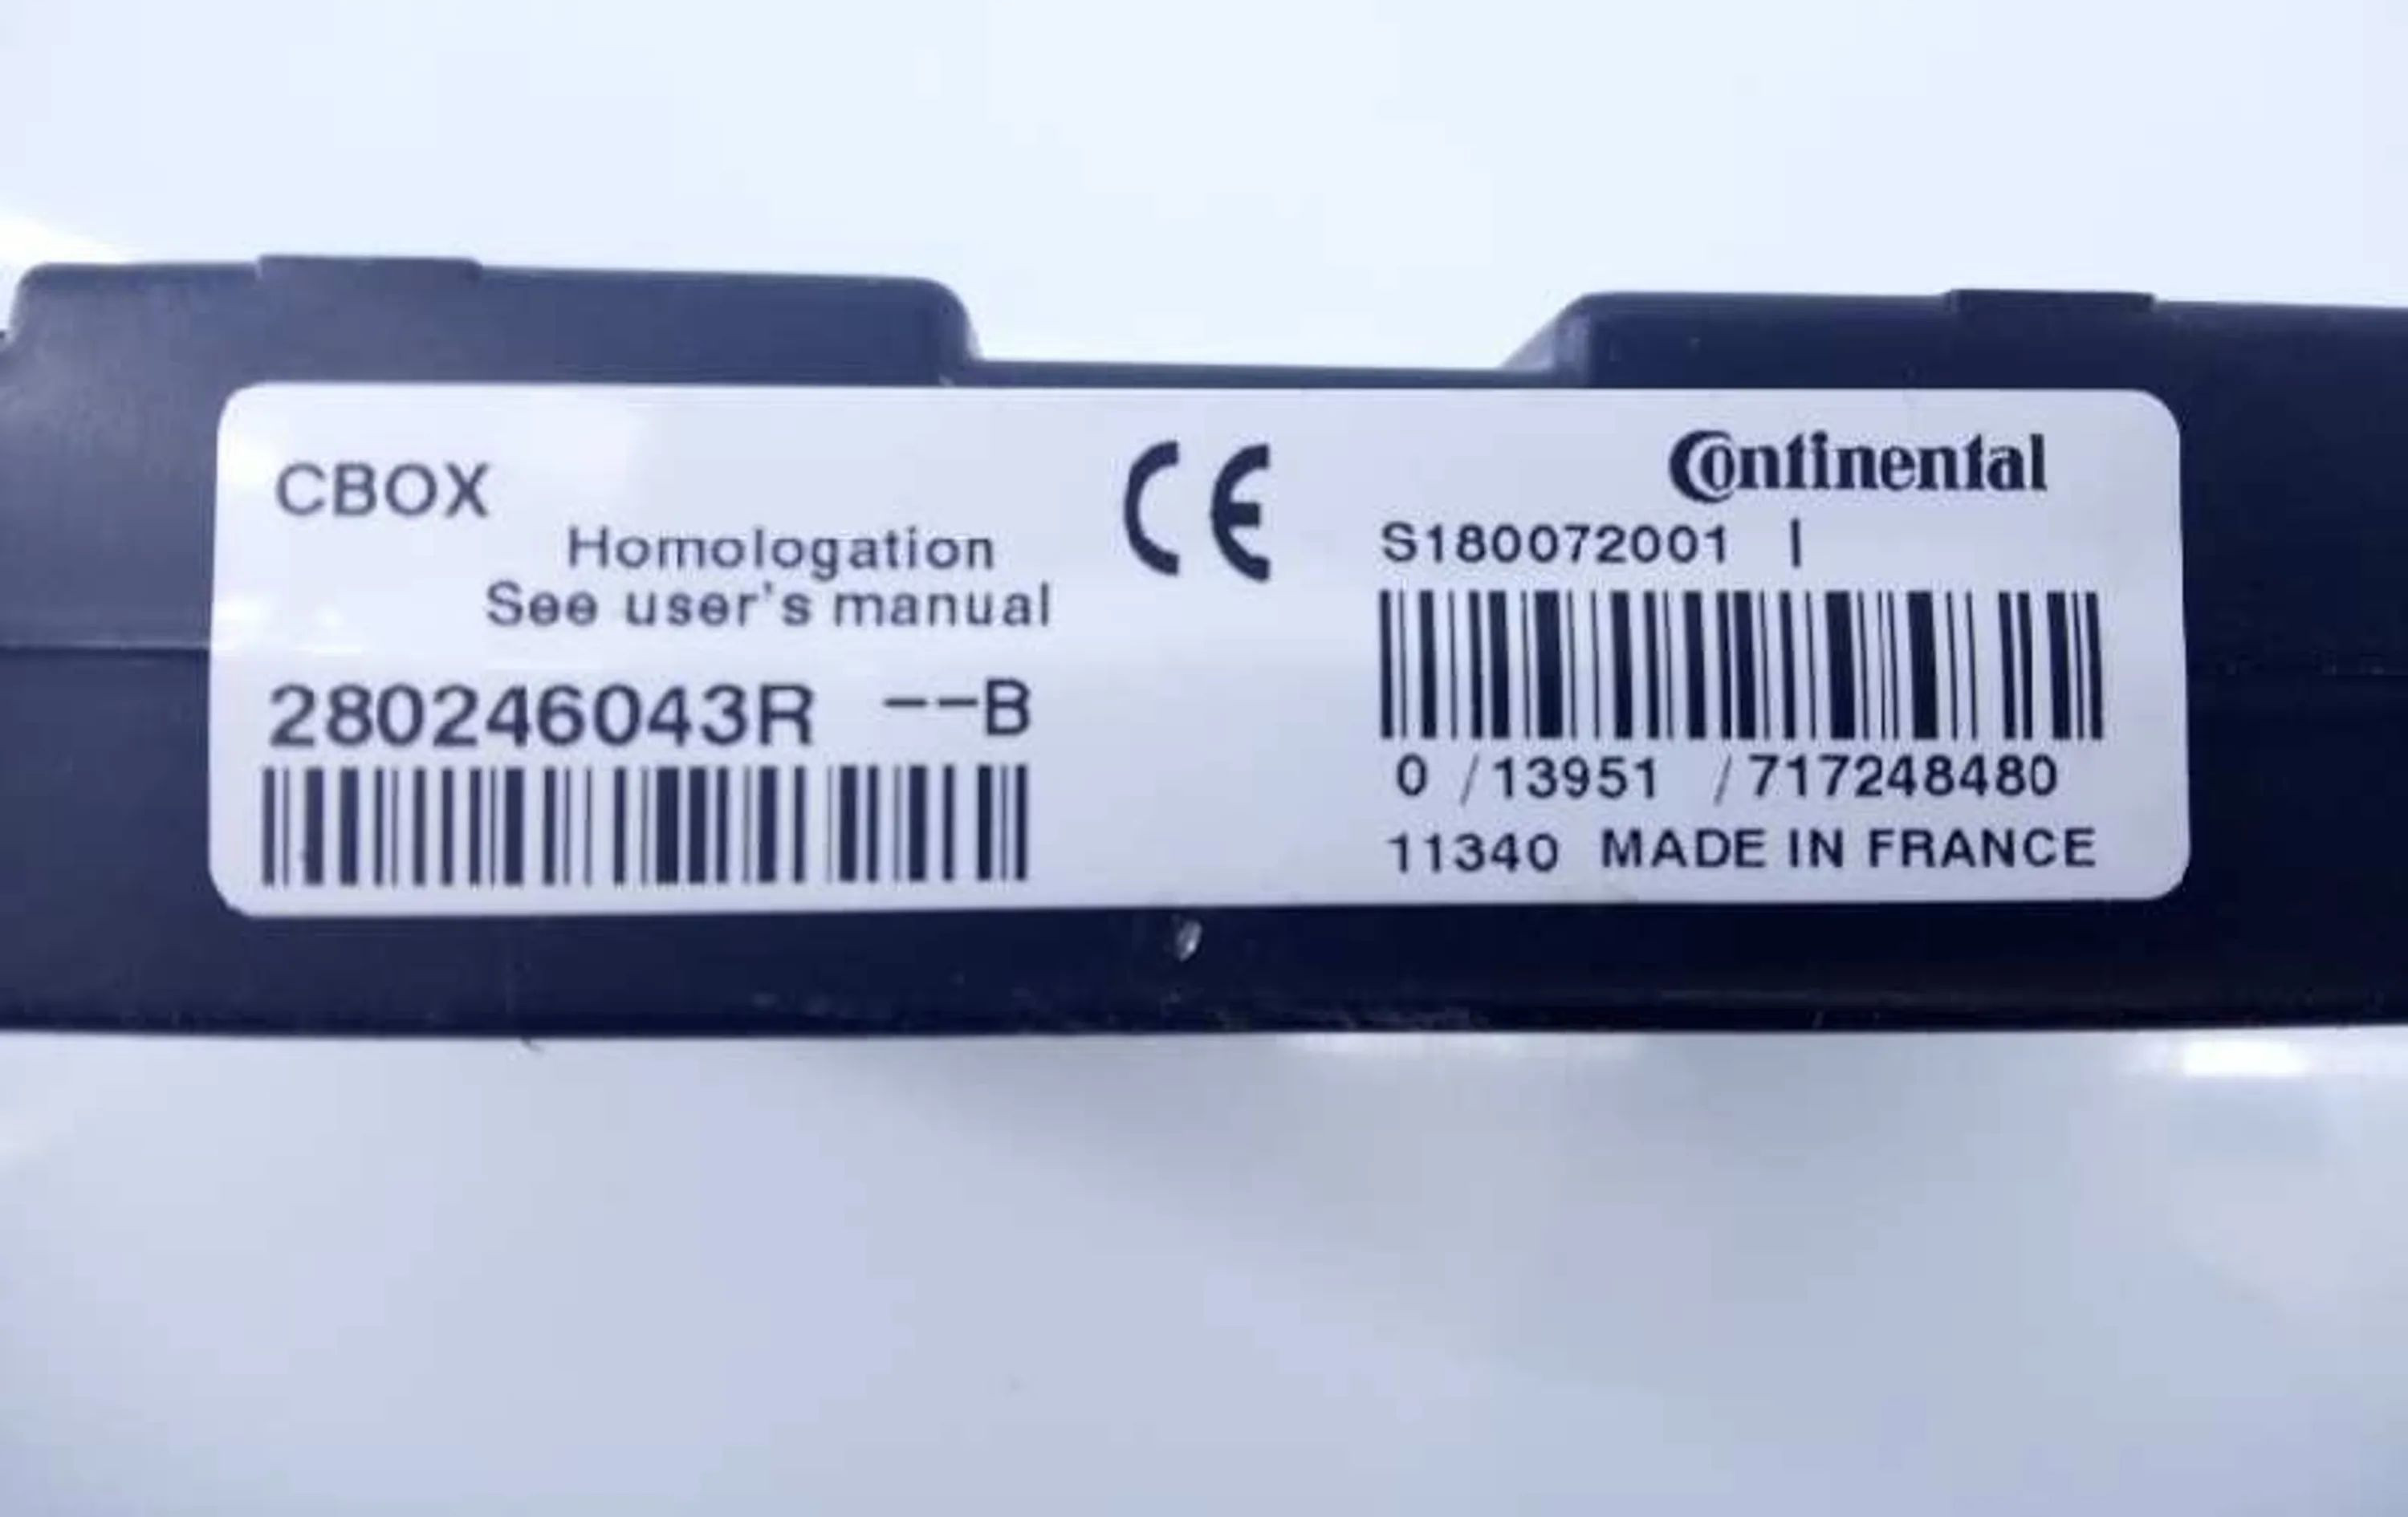 CBOX
Homologation
See user's manual
280246043R --B
CE
Continental
S180072001 I
0 /13951 /717248480
11340 MADE IN FRANCE